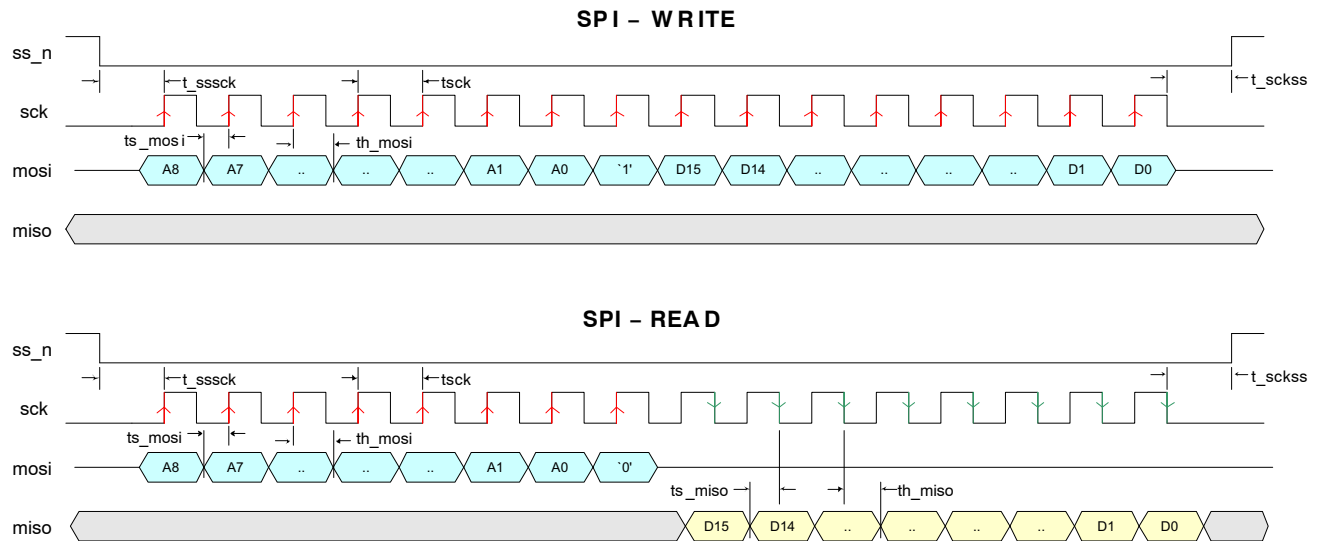 SPI – WRITE
ss_n
t_sssck tsck t_sckss
sck
ts_mosi th_mosi
mosi A8 A7 .. .. .. A1 A0 `1' D15 D14 .. .. .. .. D1 D0
miso
SPI – READ
ss_n
t_sssck tsck t_sckss
sck
ts_mosi th_mosi
mosi A8 A7 .. .. .. A1 A0 `0'
ts_miso th_miso
miso D15 D14 .. .. .. .. D1 D0